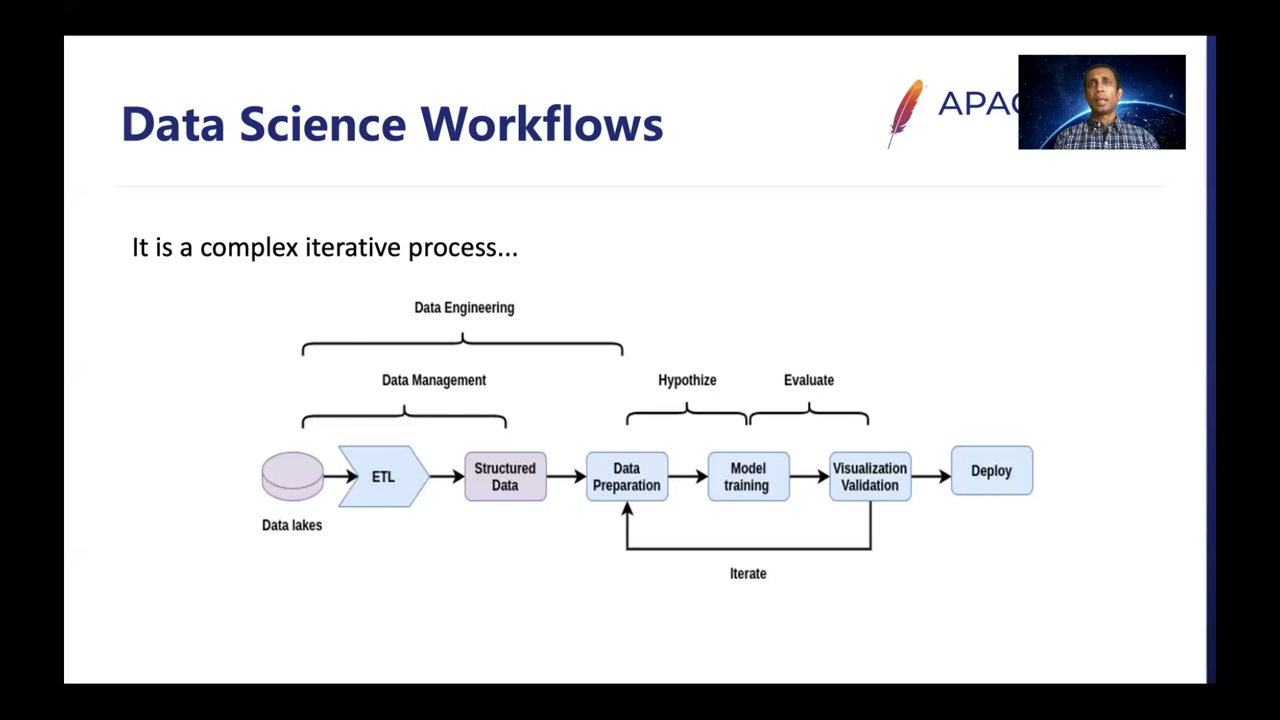 Data Science Workflows
It is a complex iterative process...
Data Engineering
Data Management
Hypothize
Evaluate
ETL
Structured
Data
Data
Preparation
Model
training
Visualization
Validation
Deploy
Data lakes
Iterate